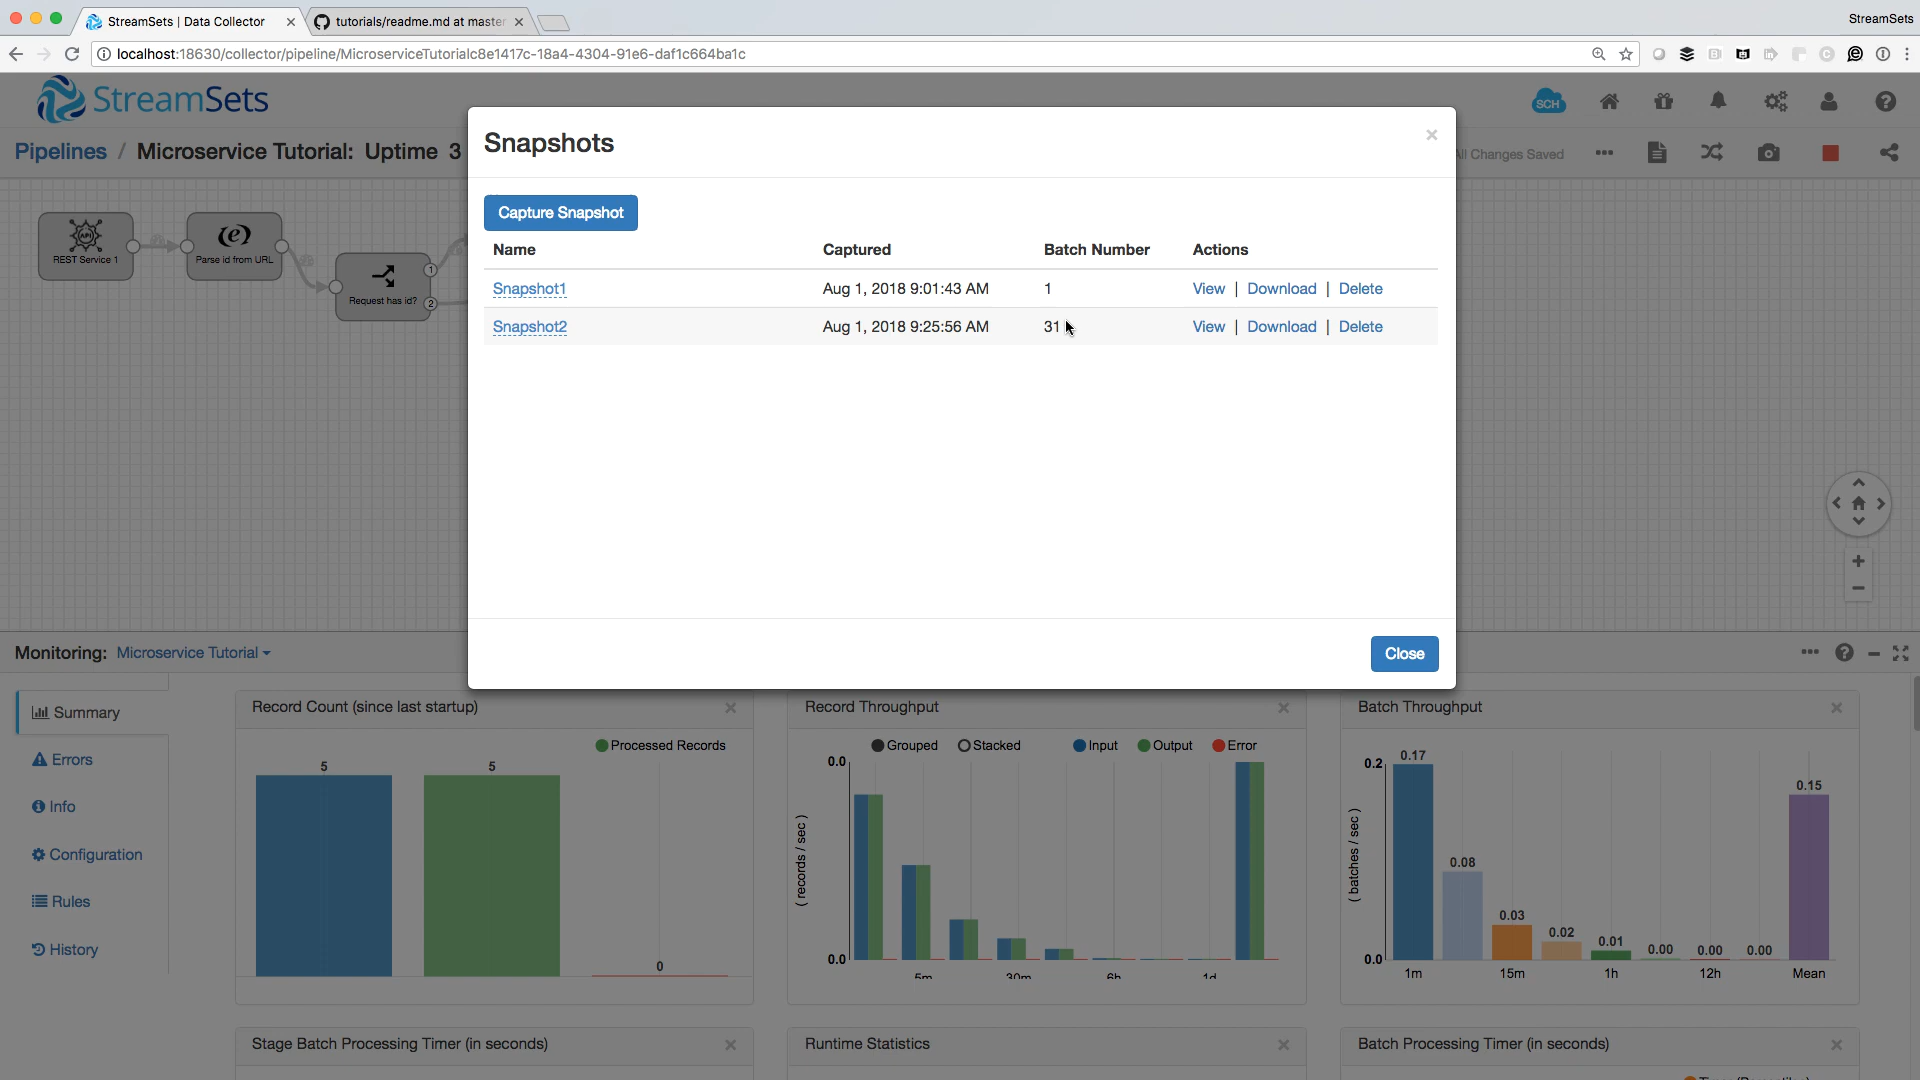 StreamSets | Data Collector
tutorials/readme.md at master
StreamSets
localhost:18630/collector/pipeline/MicroserviceTutorialc8e1417c-18a4-4304-91e6-daf1c664ba1c
StreamSets
SCH
Pipelines / Microservice Tutorial: Uptime 3
All Changes Saved
Snapshots
Capture Snapshot
Name Captured Batch Number Actions
Snapshot1 Aug 1, 2018 9:01:43 AM 1 View | Download | Delete
Snapshot2 Aug 1, 2018 9:25:56 AM 31 View | Download | Delete
Close
API
REST Service 1
Parse id from URL
Request has id?
1
2
Monitoring: Microservice Tutorial
Summary
Errors
Info
Configuration
Rules
History
Record Count (since last startup)
Processed Records
5 5 0
Record Throughput
Grouped Stacked Input Output Error
0.0
( records / sec )
0.0
5m 30m 6h 1d
Batch Throughput
0.2
( batches / sec )
0.0
0.17 0.08 0.03 0.02 0.01 0.00 0.00 0.00 0.15
1m 15m 1h 12h Mean
Stage Batch Processing Timer (in seconds)
Runtime Statistics
Batch Processing Timer (in seconds)